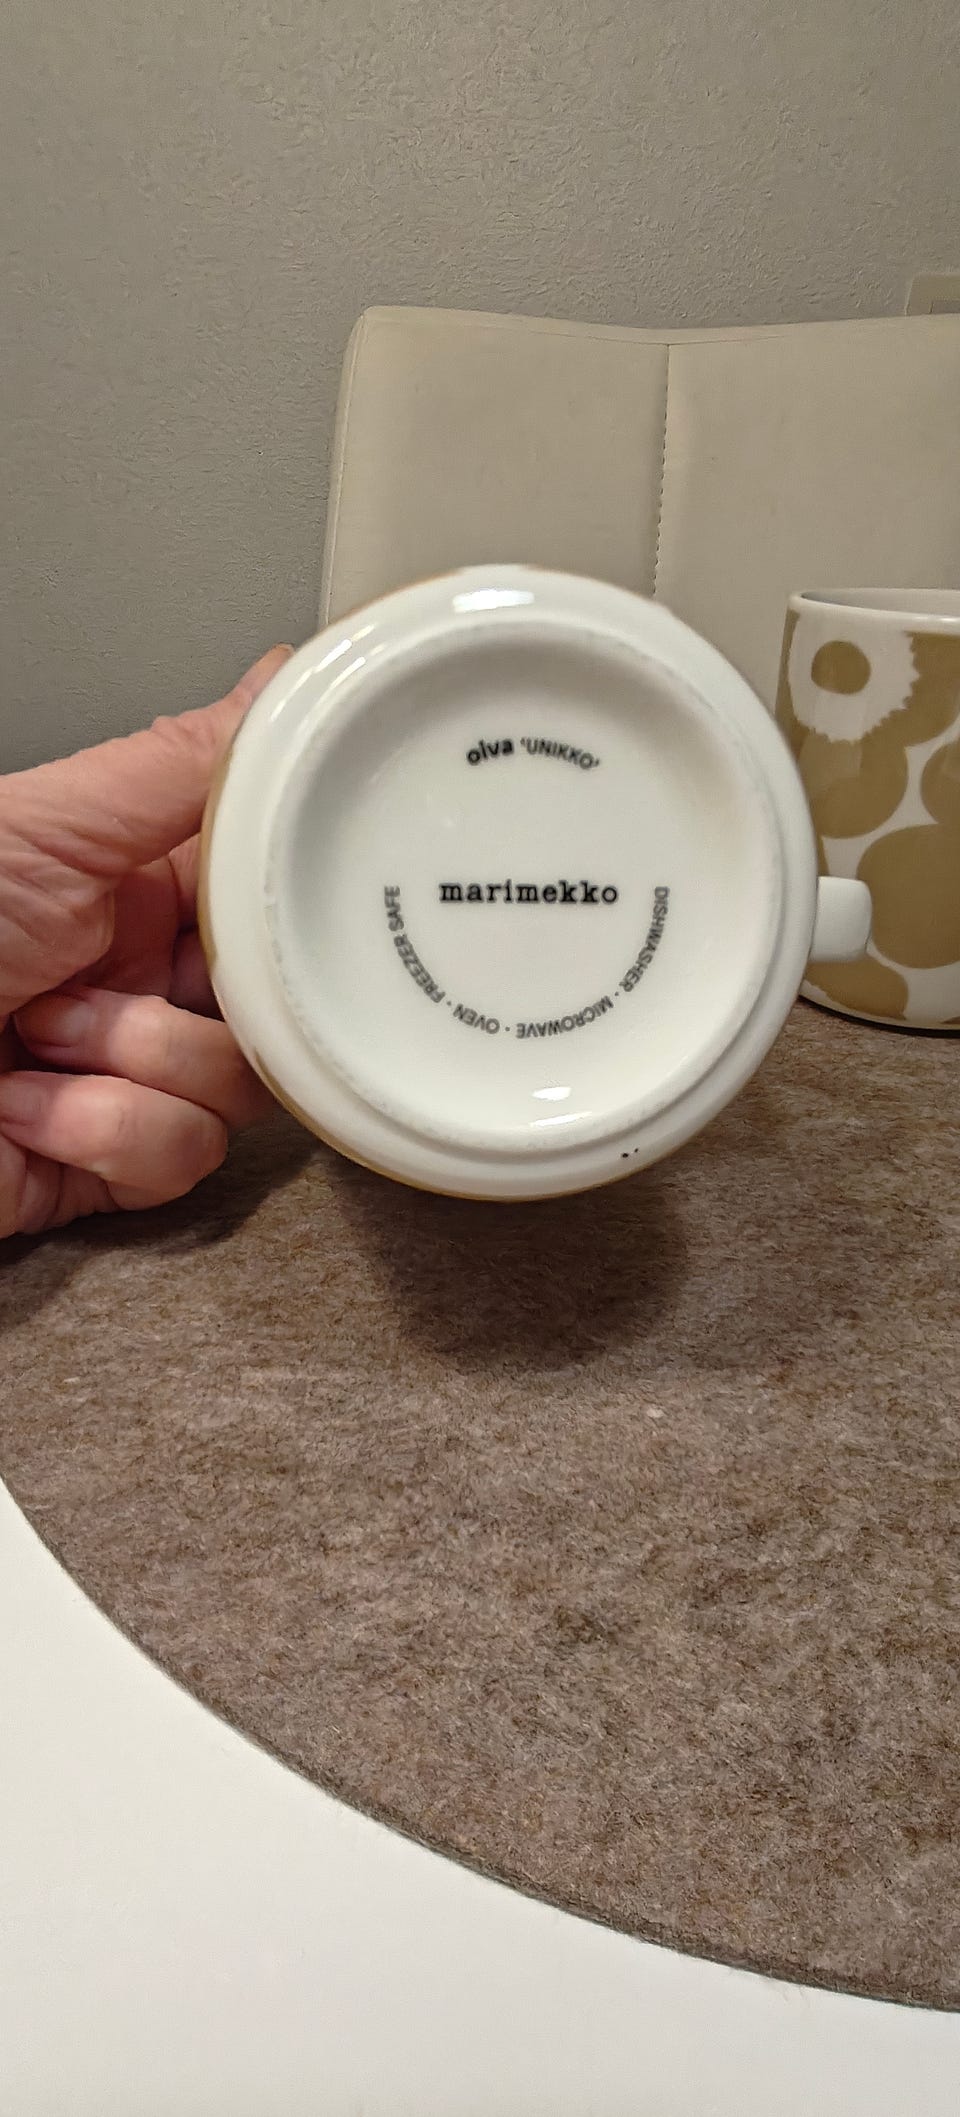 oiva 'UNIKKO'
marimekko
DISHWASHER · MICROWAVE · OVEN · FREEZER SAFE